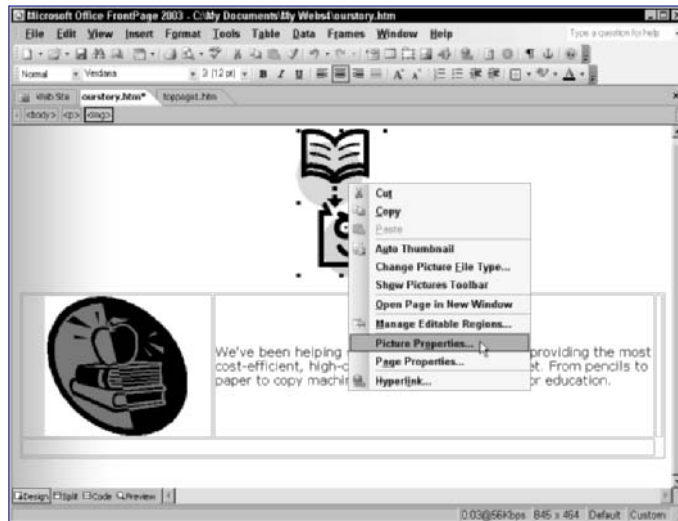 Microsoft Office FrontPage 2003 - C:\My Documents\My Webs4\ourstory.htm
File Edit View Insert Format Tools Table Data Frames Window Help
Type a question for help
Normal Verdana 3 (12 pt) B I U
Web Site ourstory.htm* toppage1.htm
<body> <p> <img>
Cut
Copy
Paste
Auto Thumbnail
Change Picture File Type...
Show Pictures Toolbar
Open Page in New Window
Manage Editable Regions...
Picture Properties...
Page Properties...
Hyperlink...
We've been helping providing the most
cost-efficient, high-q et. From pencils to
paper to copy machin or education.
Design Split Code Preview
0:03@56Kbps 845 x 464 Default Custom